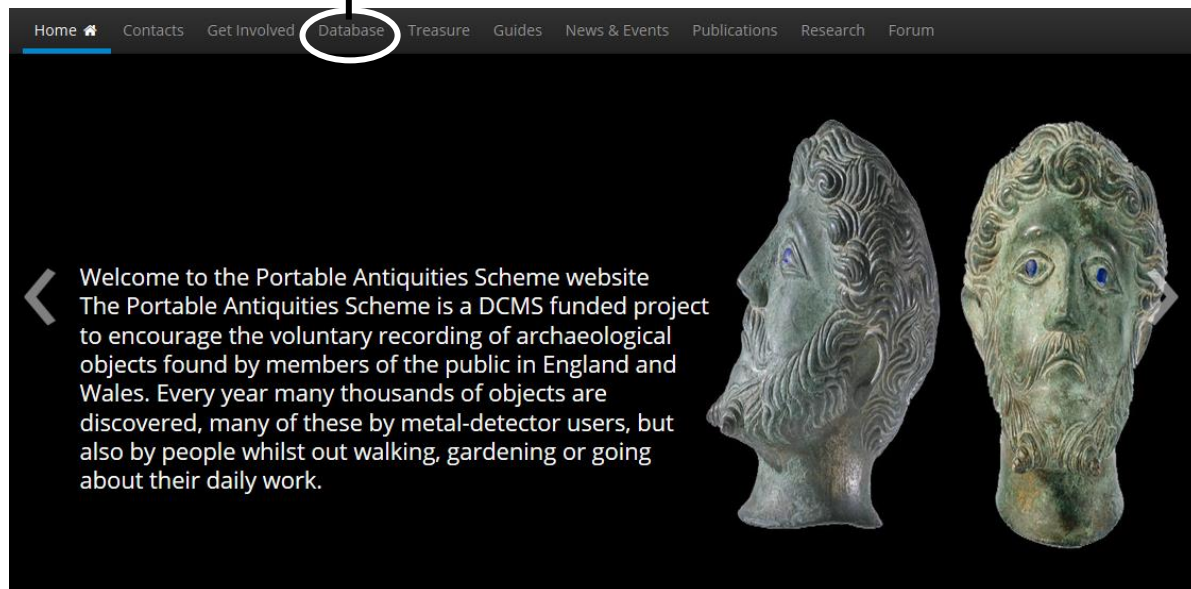 Home Contacts Get Involved Database Treasure Guides News & Events Publications Research Forum
Welcome to the Portable Antiquities Scheme website
The Portable Antiquities Scheme is a DCMS funded project
to encourage the voluntary recording of archaeological
objects found by members of the public in England and
Wales. Every year many thousands of objects are
discovered, many of these by metal-detector users, but
also by people whilst out walking, gardening or going
about their daily work.